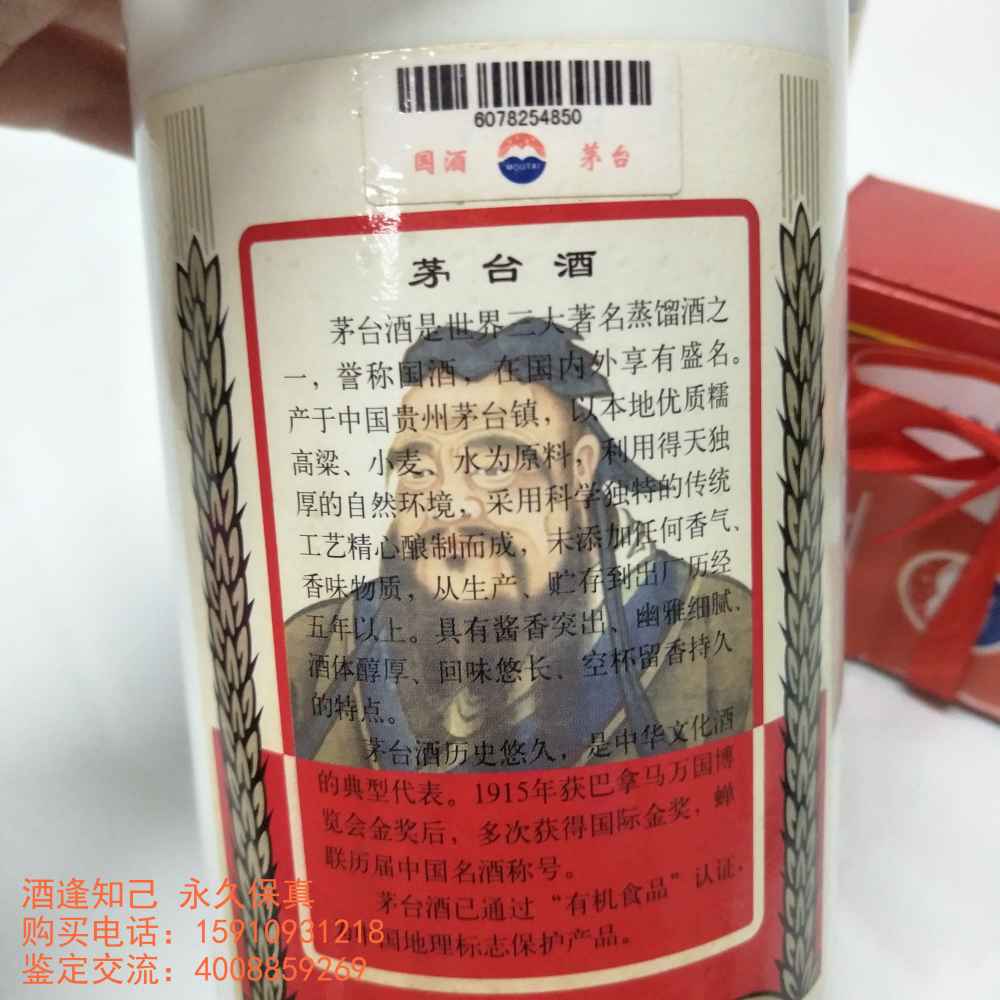 6078254850
国酒 MOUTAI 茅台
茅台酒
茅台酒是世界三大著名蒸馏酒之
一，誉称国酒，在国内外享有盛名。
产于中国贵州茅台镇，以本地优质糯
高粱、小麦、水为原料，利用得天独
厚的自然环境，采用科学独特的传统
工艺精心酿制而成，未添加任何香气、
香味物质，从生产、贮存到出厂历经
五年以上。具有酱香突出、幽雅细腻、
酒体醇厚、回味悠长、空杯留香持久
的特点。
茅台酒历史悠久，是中华文化酒
的典型代表。1915年获巴拿马万国博
览会金奖后，多次获得国际金奖，蝉
联历届中国名酒称号。
茅台酒已通过“有机食品”认证，
国地理标志保护产品。
酒逢知己 永久保真
购买电话：15910931218
鉴定交流：4008859269